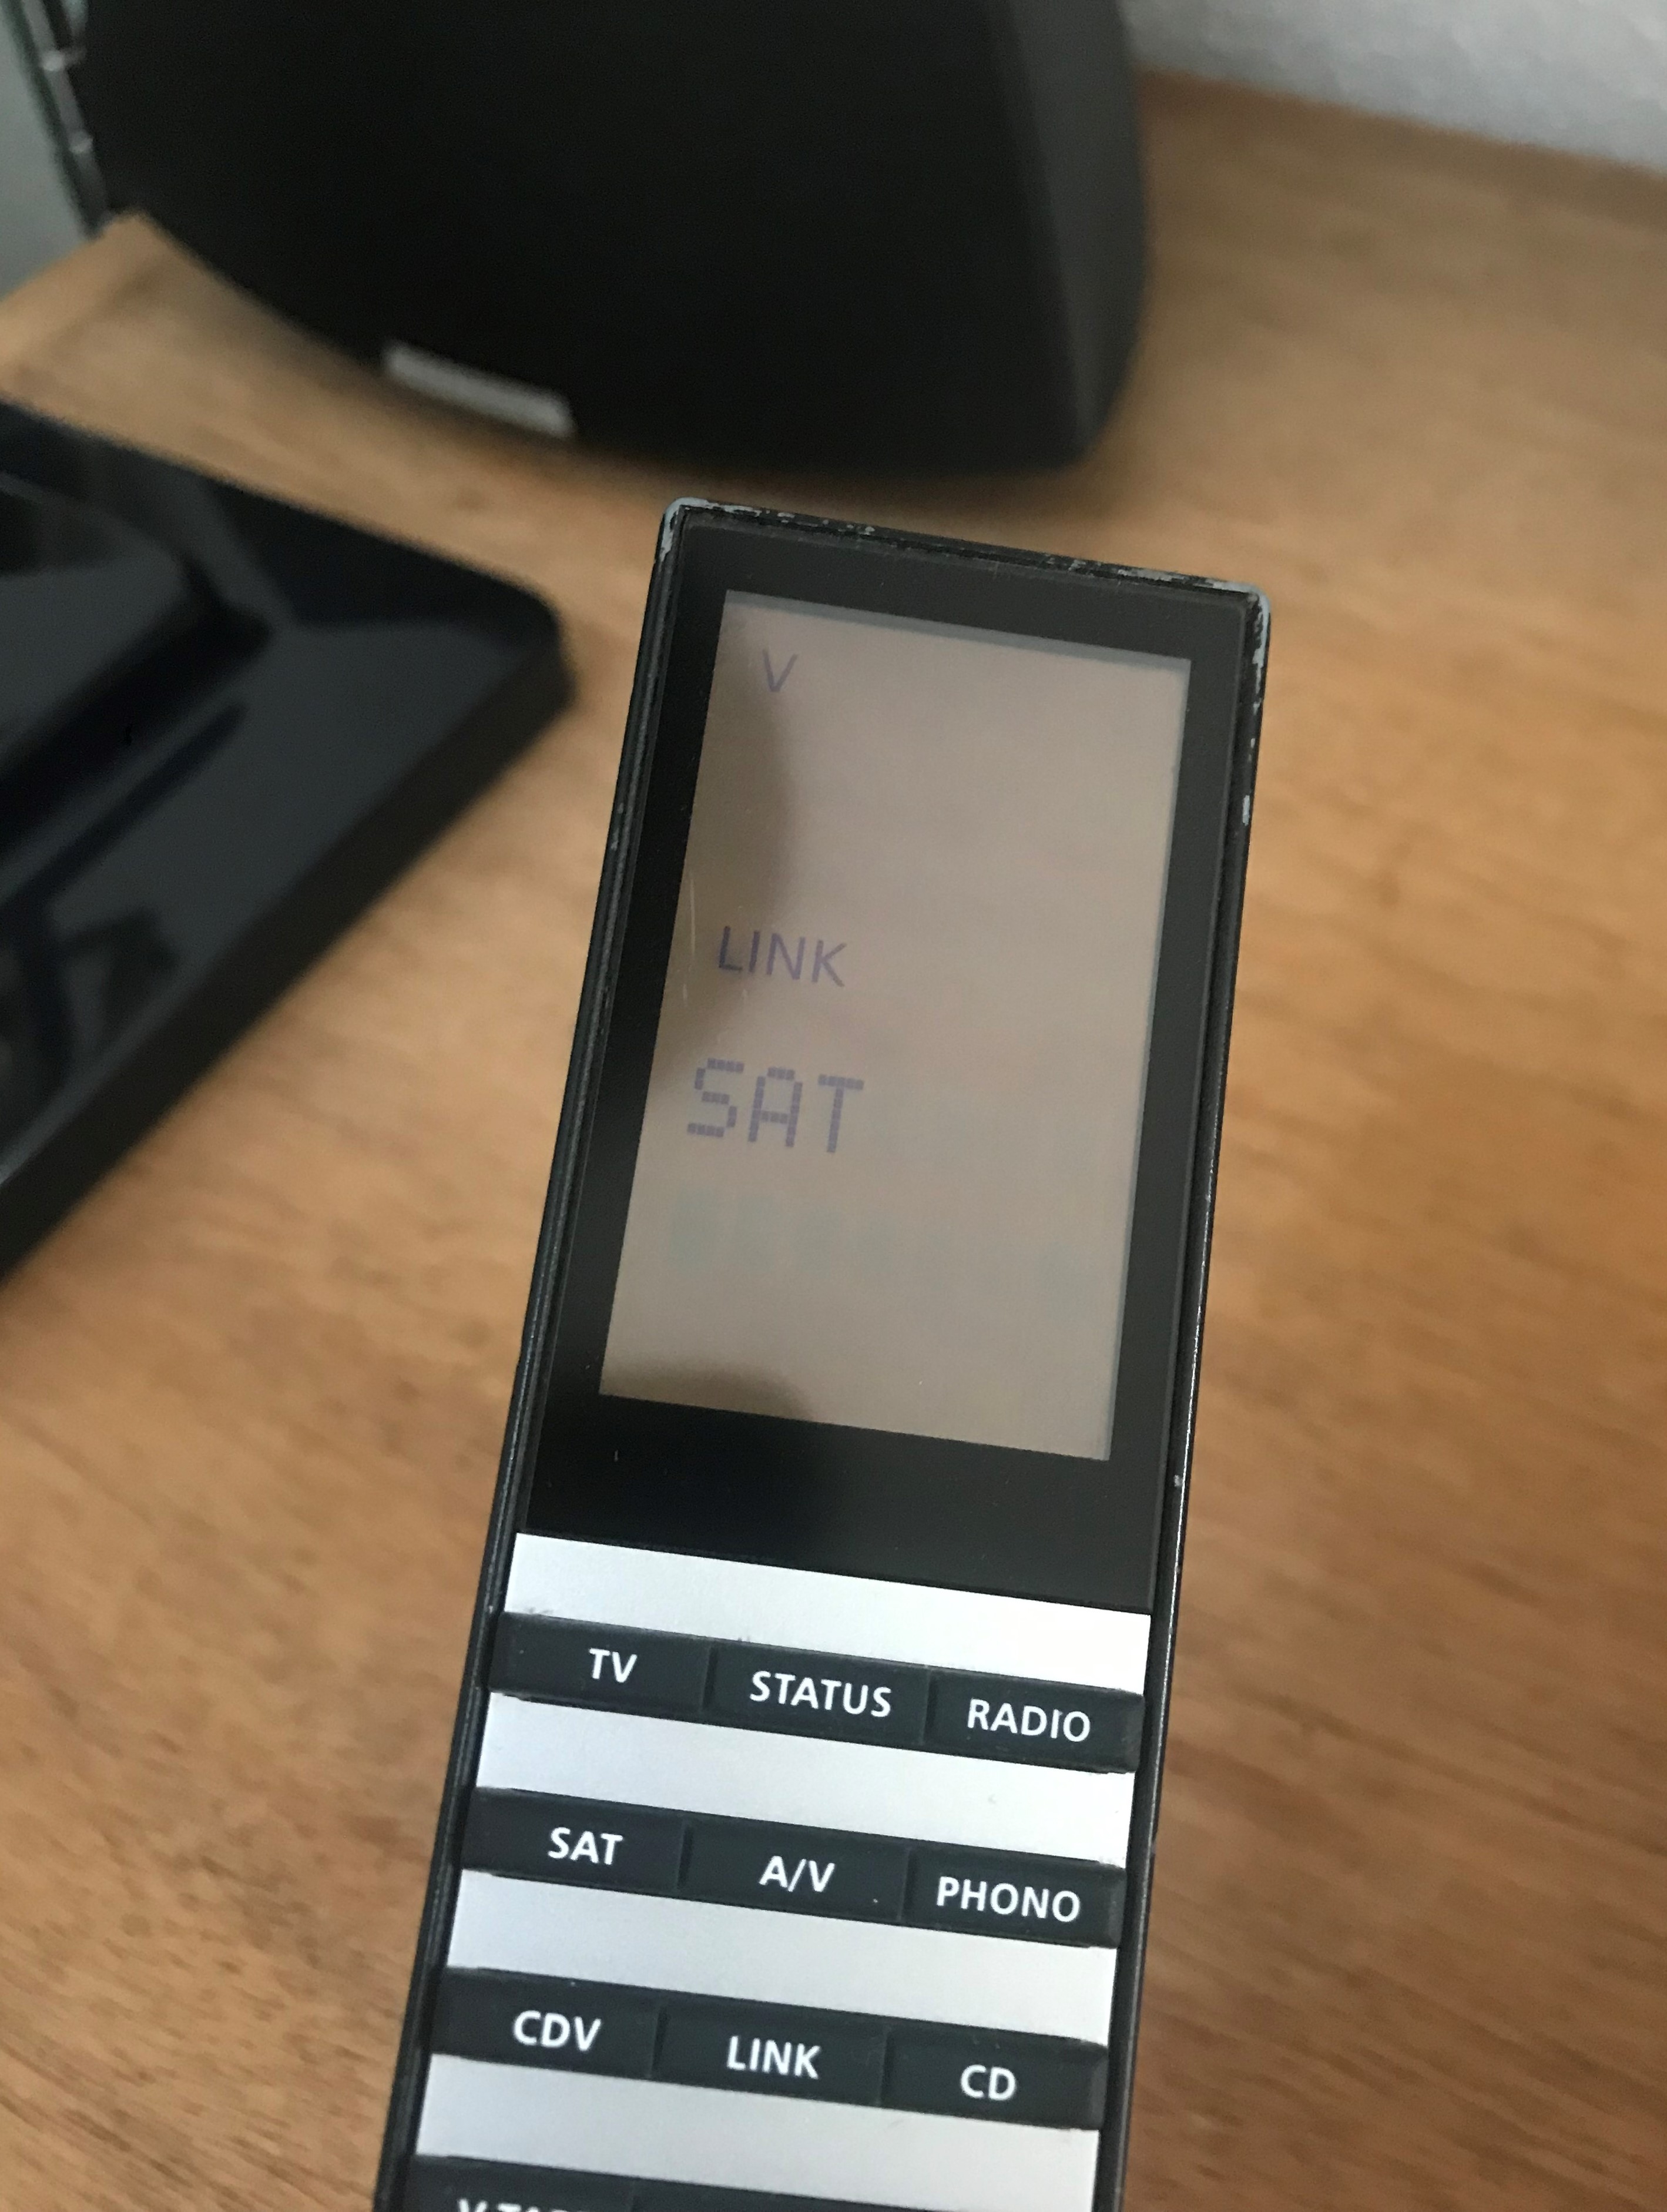 V
LINK
SAT
TV STATUS RADIO
SAT A/V PHONO
CDV LINK CD